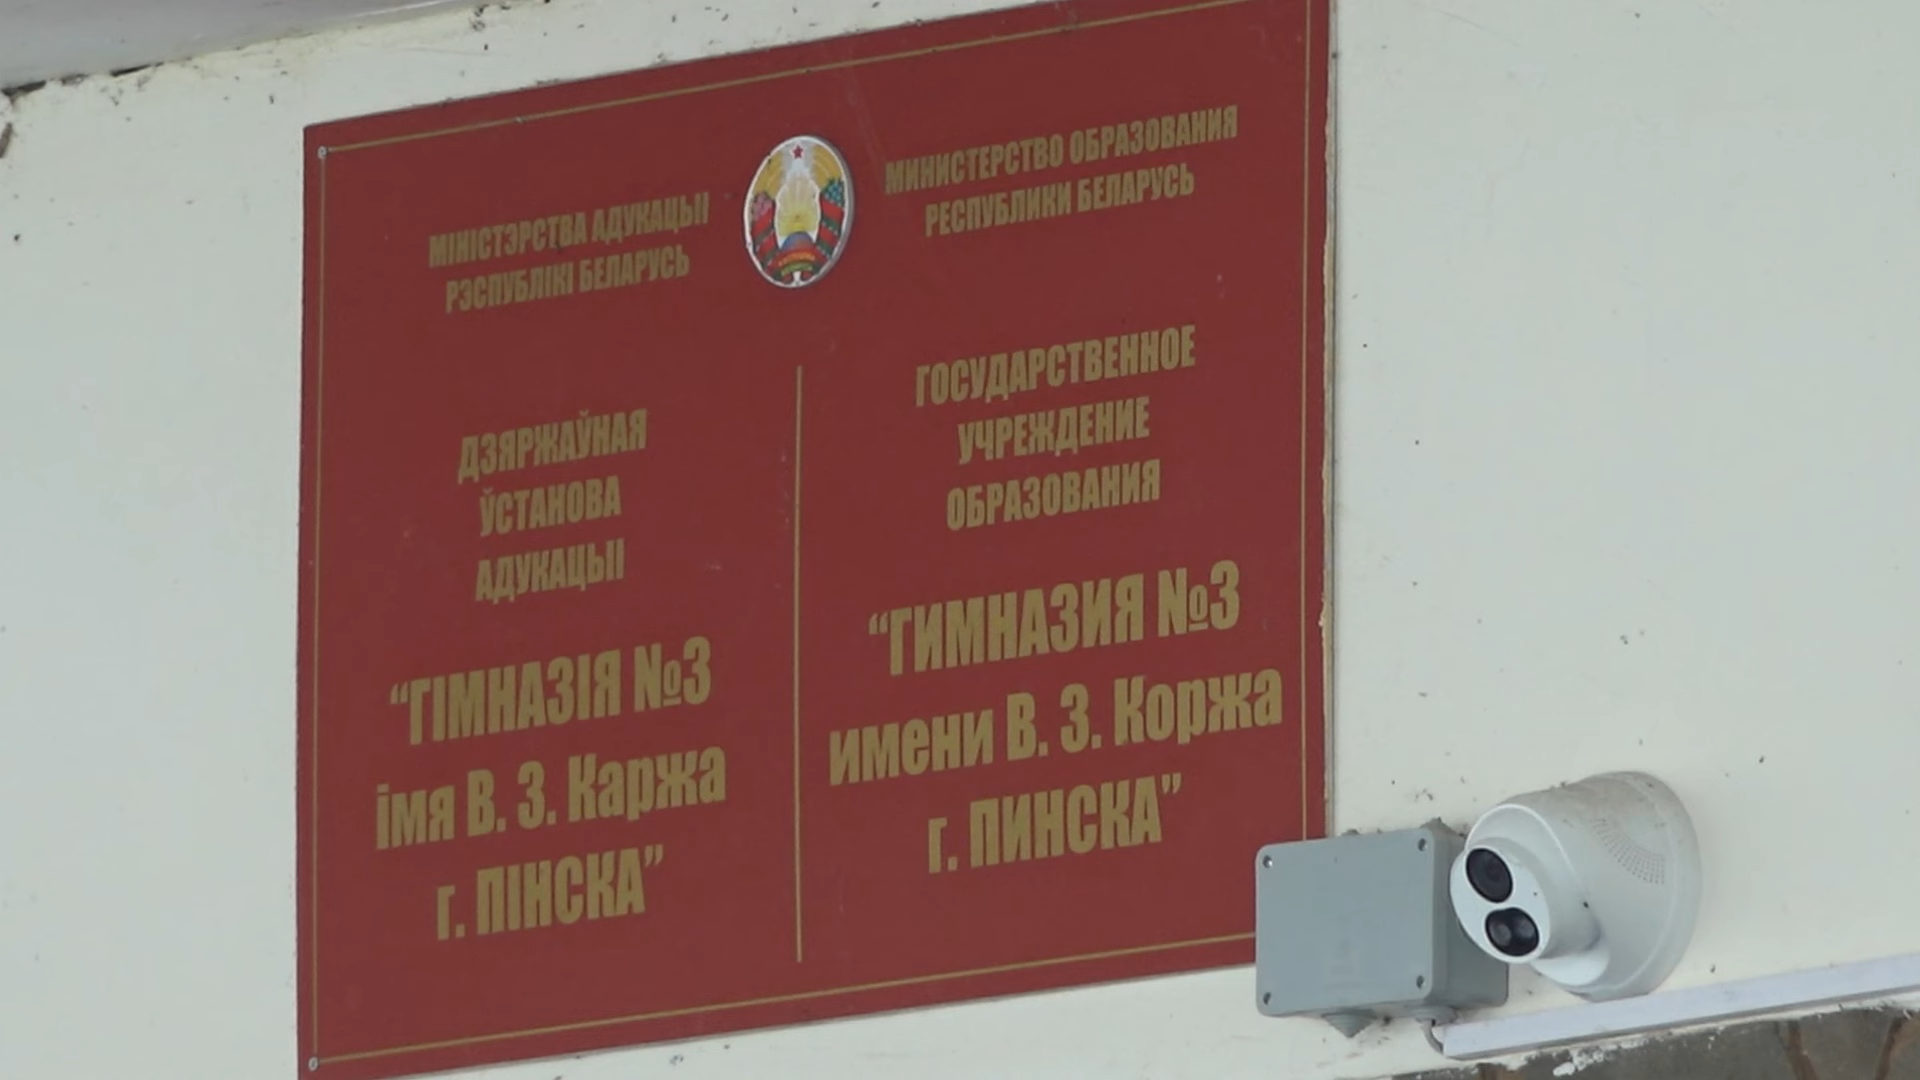 МІНІСТЭРСТВА АДУКАЦЫІ
РЭСПУБЛІКІ БЕЛАРУСЬ
МИНИСТЕРСТВО ОБРАЗОВАНИЯ
РЕСПУБЛИКИ БЕЛАРУСЬ
ДЗЯРЖАЎНАЯ
ЎСТАНОВА
АДУКАЦЫІ
“ГІМНАЗІЯ №3
імя В. З. Каржа
г. ПІНСКА”
ГОСУДАРСТВЕННОЕ
УЧРЕЖДЕНИЕ
ОБРАЗОВАНИЯ
“ГИМНАЗИЯ №3
имени В. З. Коржа
г. ПИНСКА”